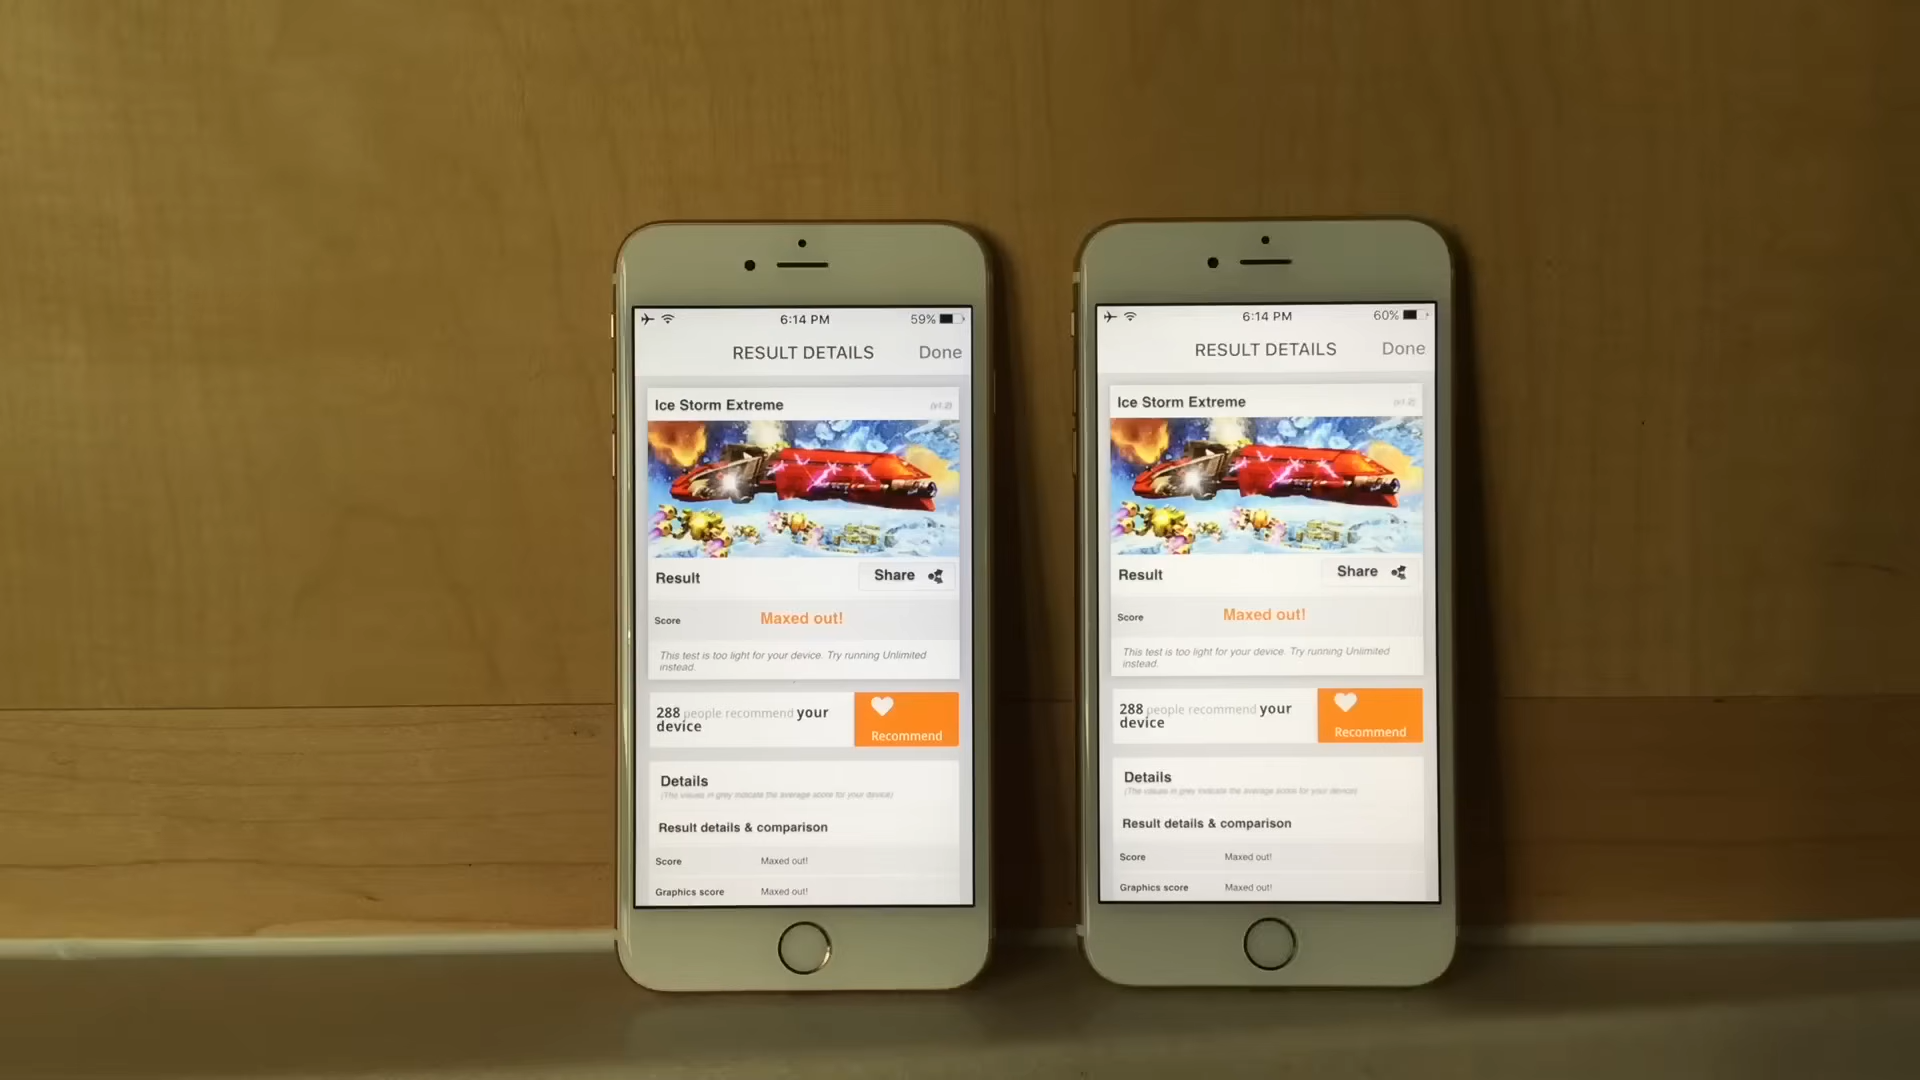 6:14 PM
59%
RESULT DETAILS
Done
Ice Storm Extreme
(v1.2)
Result
Share
Score
Maxed out!
This test is too light for your device. Try running Unlimited
instead.
288 people recommend your
device
Recommend
Details
(The values in grey indicate the average score for your device)
Result details & comparison
Score
Maxed out!
Graphics score
Maxed out!
6:14 PM
60%
RESULT DETAILS
Done
Ice Storm Extreme
(v1.2)
Result
Share
Score
Maxed out!
This test is too light for your device. Try running Unlimited
instead.
288 people recommend your
device
Recommend
Details
(The values in grey indicate the average score for your device)
Result details & comparison
Score
Maxed out!
Graphics score
Maxed out!